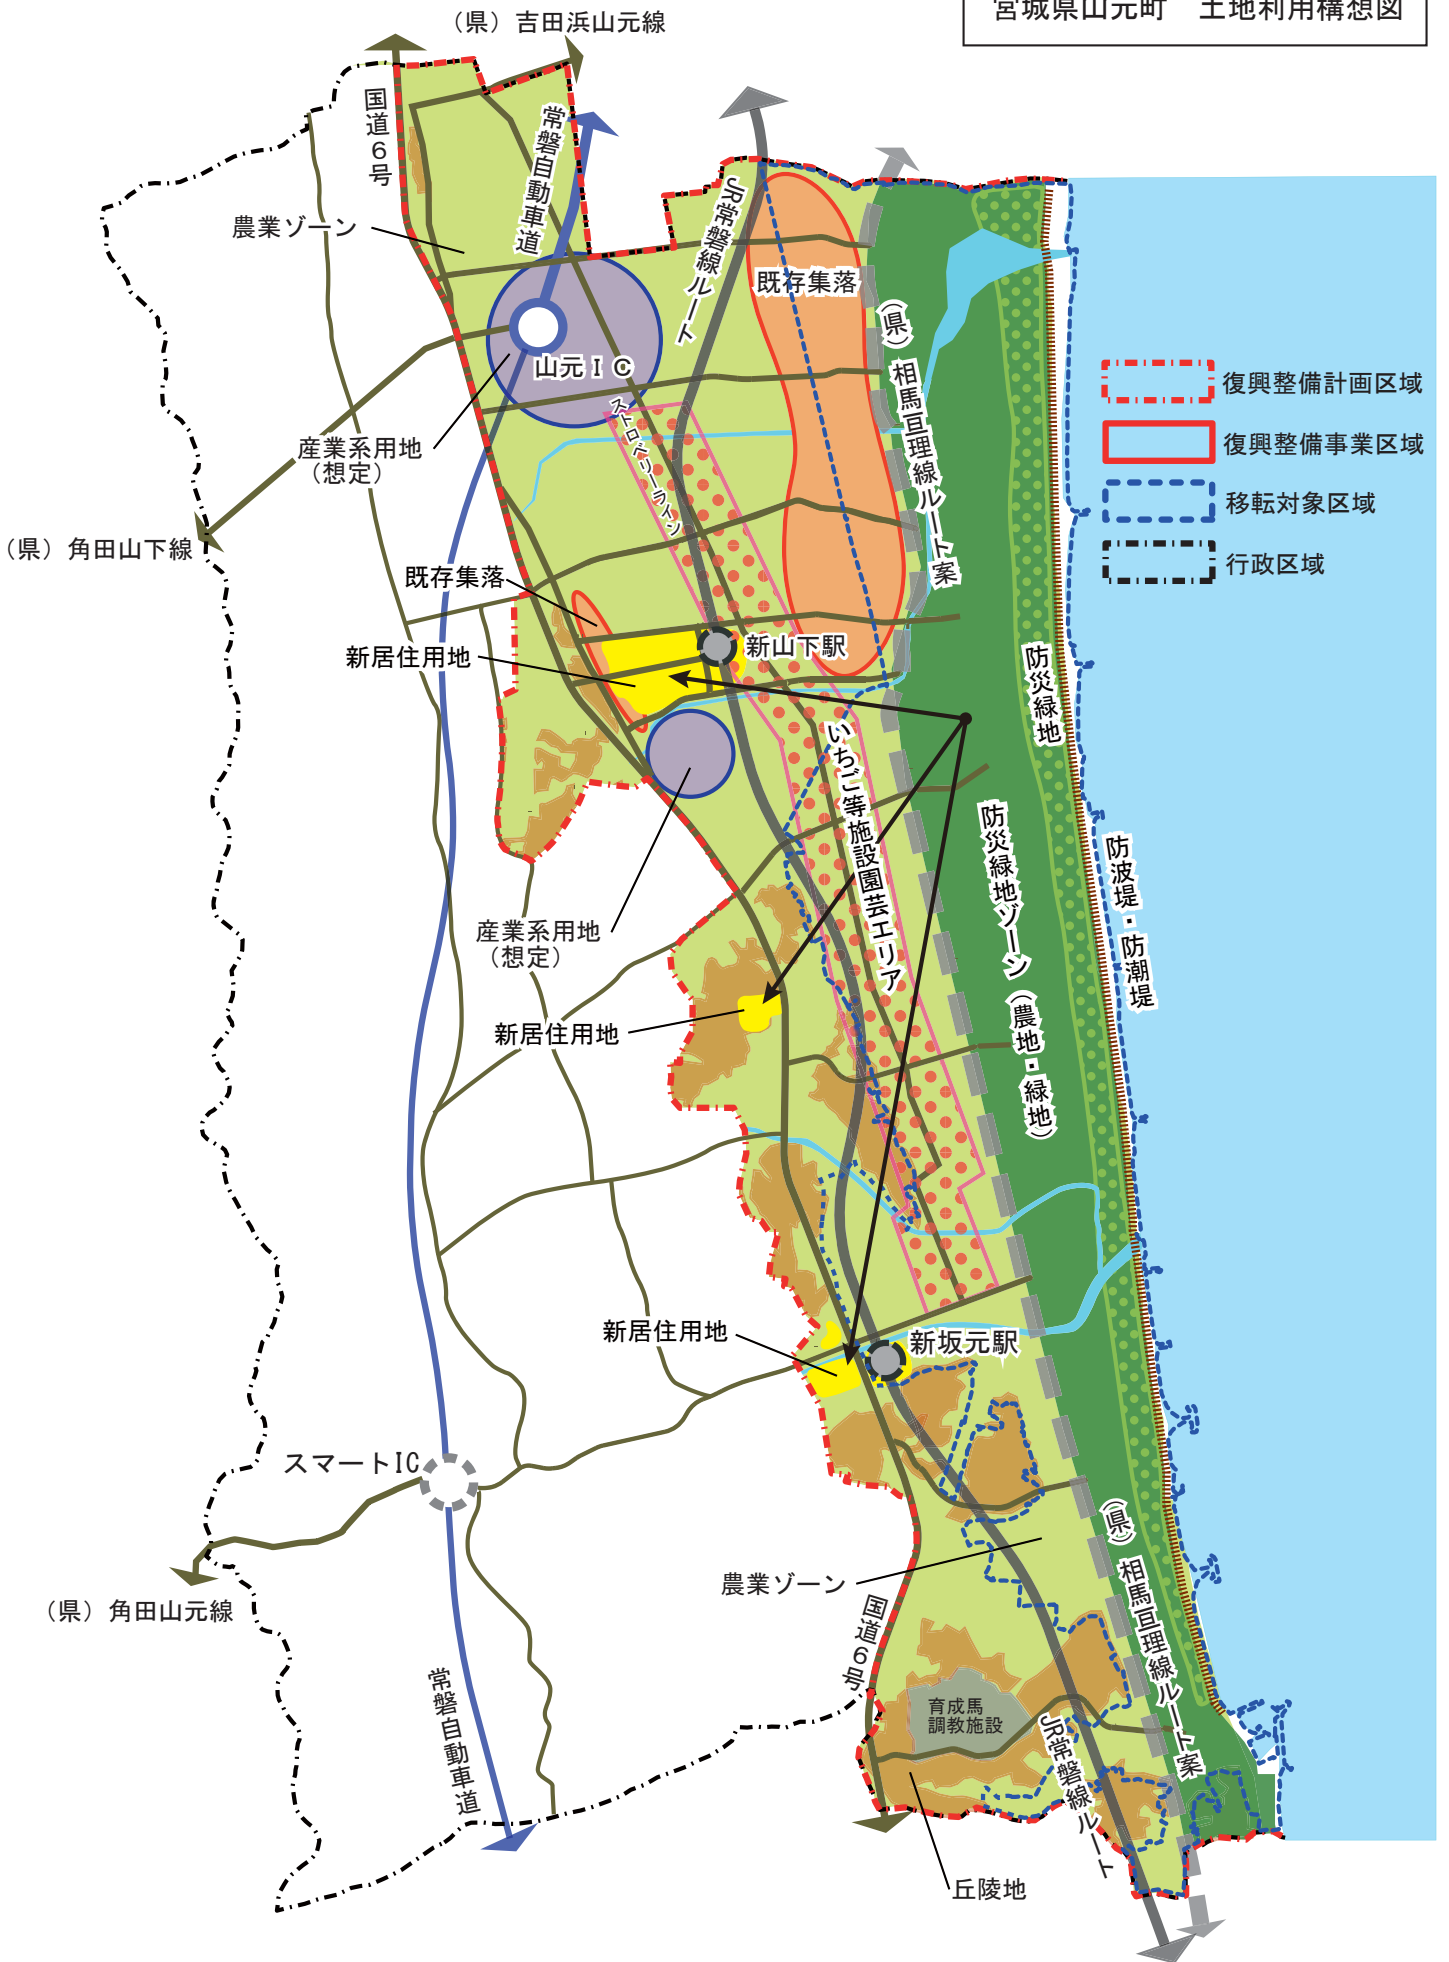 宮城県山元町　土地利用構想図
（県）吉田浜山元線
国道６号
常磐自動車道
JR常磐線ルート
農業ゾーン
既存集落
（県）相馬亘理線ルート案
山元ＩＣ
復興整備計画区域
復興整備事業区域
移転対象区域
行政区域
産業系用地
（想定）
ストロベリーライン
（県）角田山下線
既存集落
新居住用地
新山下駅
防災緑地
いちご等施設園芸エリア
防災緑地ゾーン（農地・緑地）
防波堤・防潮堤
産業系用地
（想定）
新居住用地
新居住用地
新坂元駅
スマートIC
農業ゾーン
（県）角田山元線
国道６号
（県）相馬亘理線ルート案
常磐自動車道
育成馬
調教施設
JR常磐線ルート
丘陵地